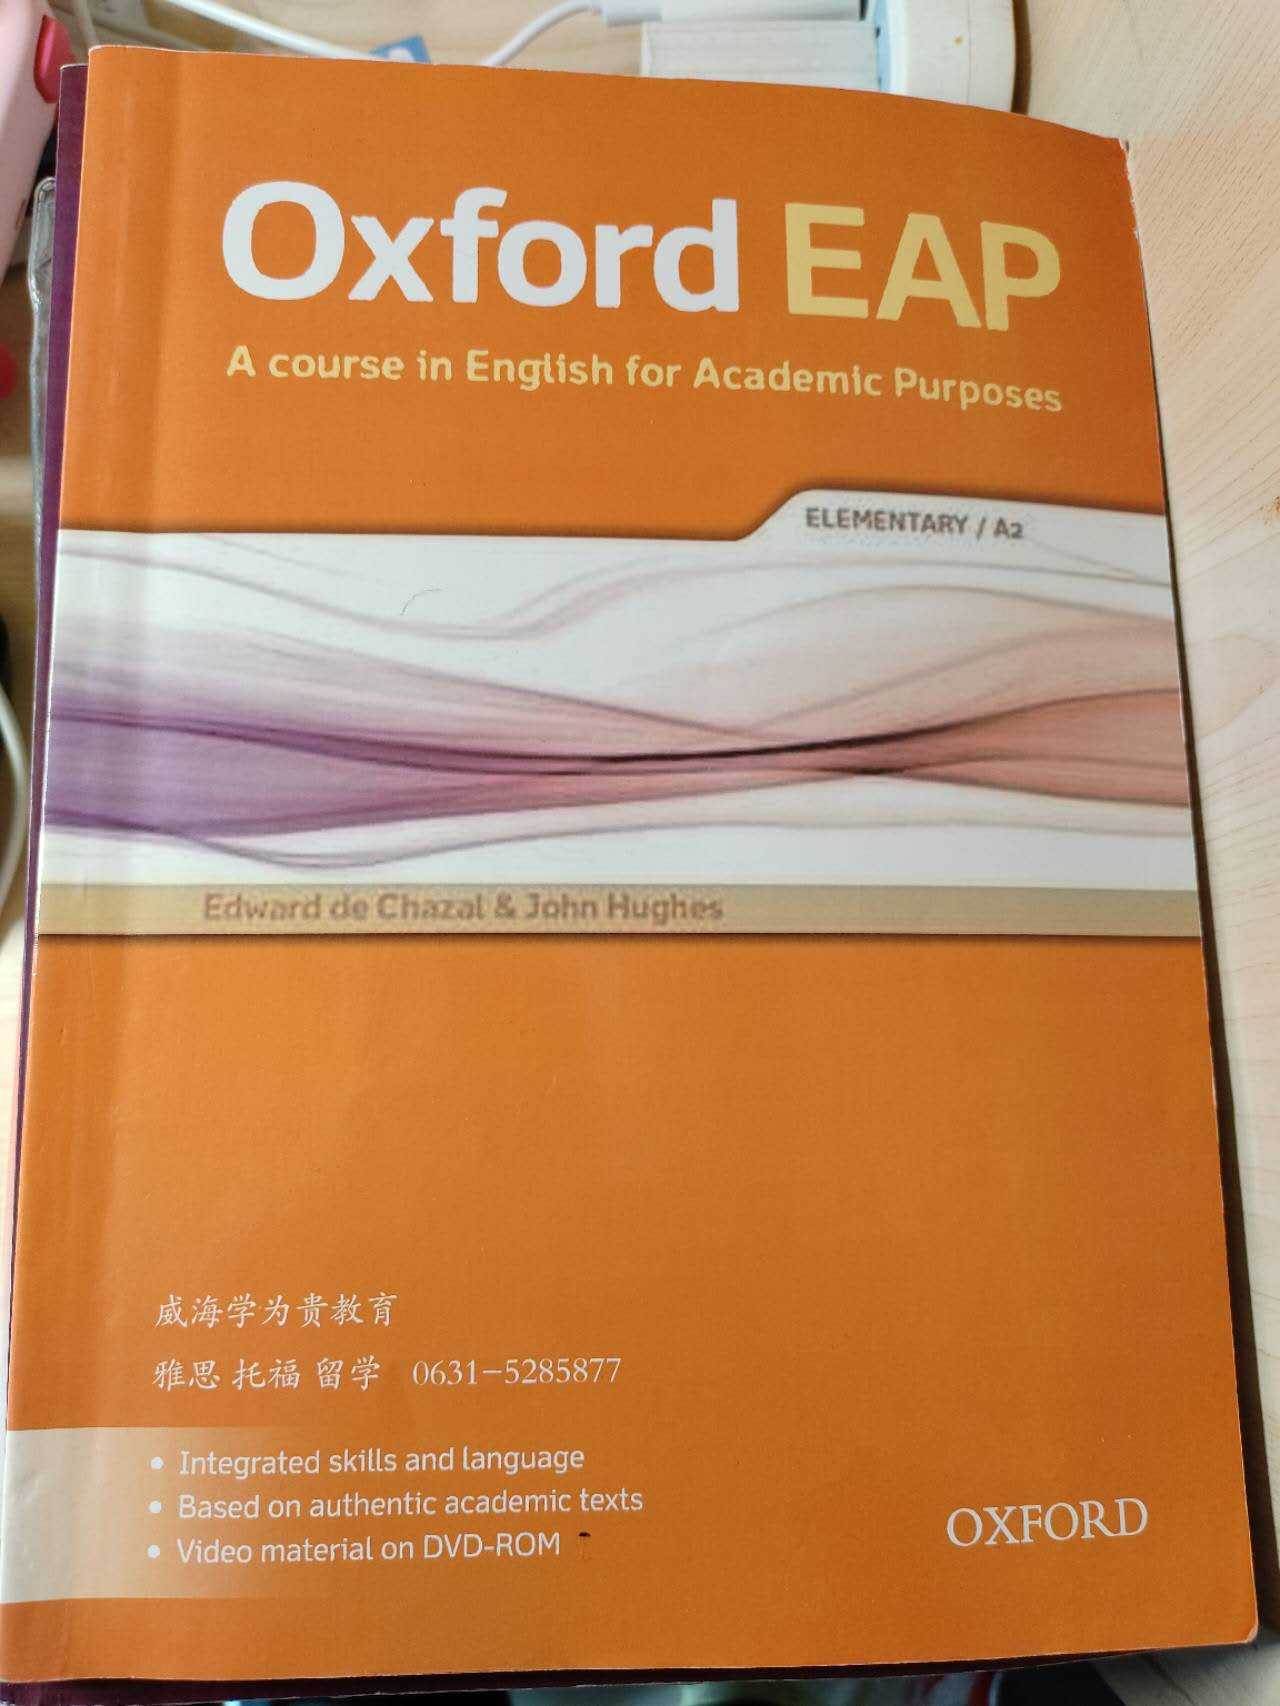 Oxford EAP
A course in English for Academic Purposes
ELEMENTARY / A2
Edward de Chazal & John Hughes
威海学为贵教育
雅思 托福 留学 0631-5285877
• Integrated skills and language
• Based on authentic academic texts
• Video material on DVD-ROM
OXFORD